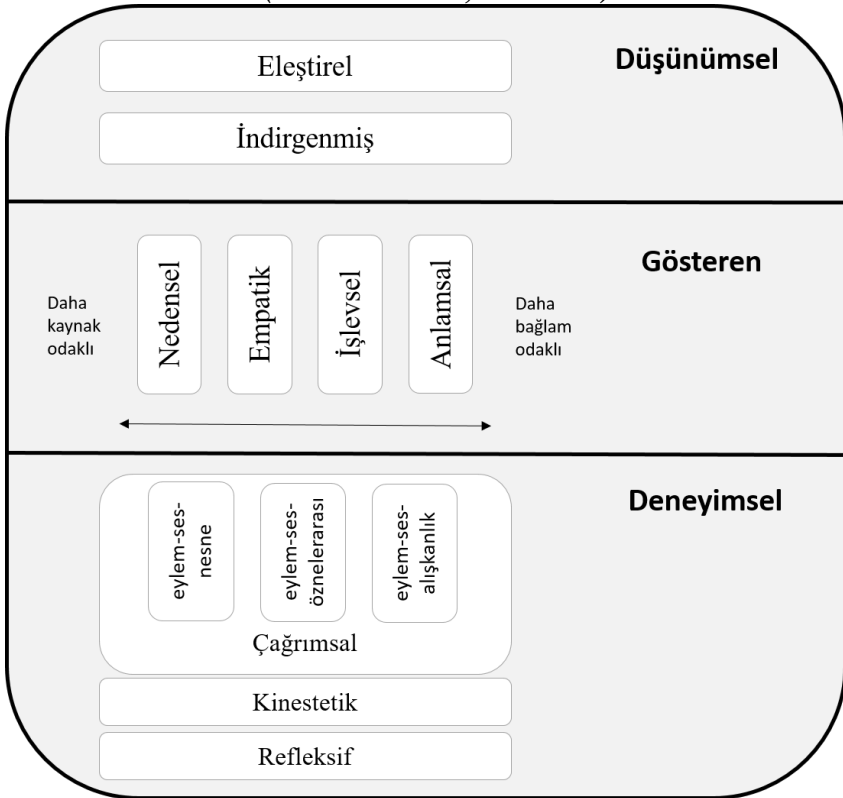 Düşünümsel
Eleştirel
İndirgenmiş
Gösteren
Daha
kaynak
odaklı
Nedensel
Empatik
İşlevsel
Anlamsal
Daha
bağlam
odaklı
Deneyimsel
eylem-ses-
nesne
eylem-ses-
öznelerarası
eylem-ses-
alışkanlık
Çağrımsal
Kinestetik
Refleksif